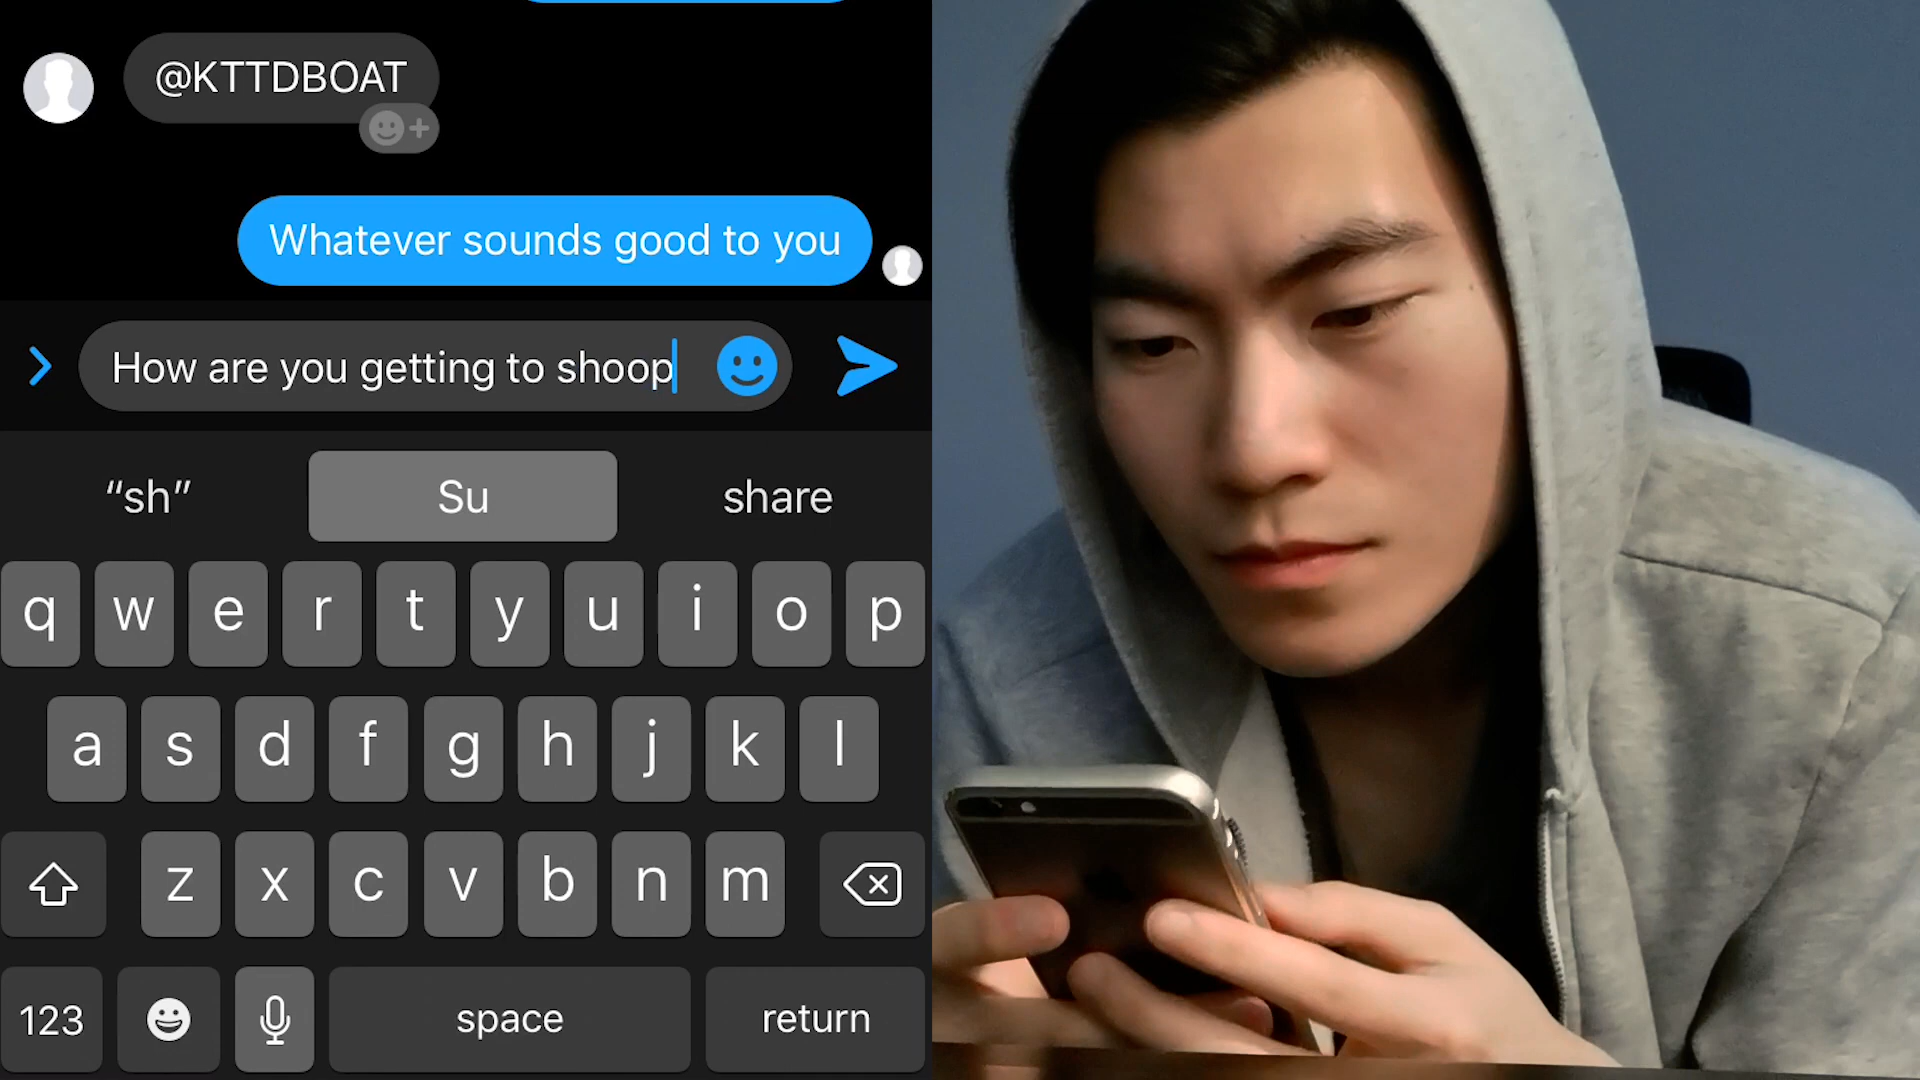 @KTTDBOAT
Whatever sounds good to you
How are you getting to shoop
“sh” Su share
q w e r t y u i o p
a s d f g h j k l
z x c v b n m
123 space return